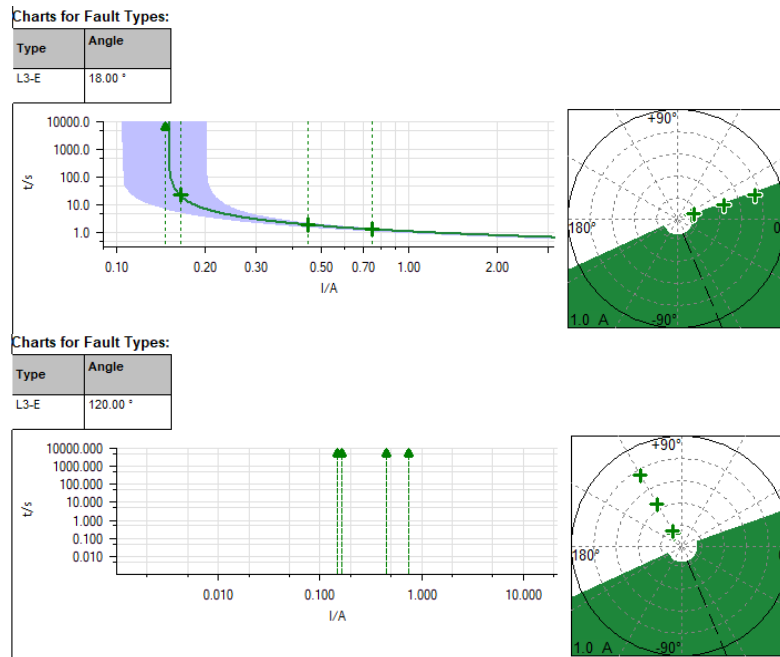 Charts for Fault Types:
Type Angle
L3-E 18.00 °
10000.0
1000.0
100.0
10.0
1.0
t/s
0.10 0.20 0.30 0.50 0.70 1.00 2.00
I/A
+90°
180° 0
-90°
1.0 A
Charts for Fault Types:
Type Angle
L3-E 120.00 °
10000.000
1000.000
100.000
10.000
1.000
0.100
0.010
t/s
0.010 0.100 1.000 10.000
I/A
+90°
180°
-90°
1.0 A